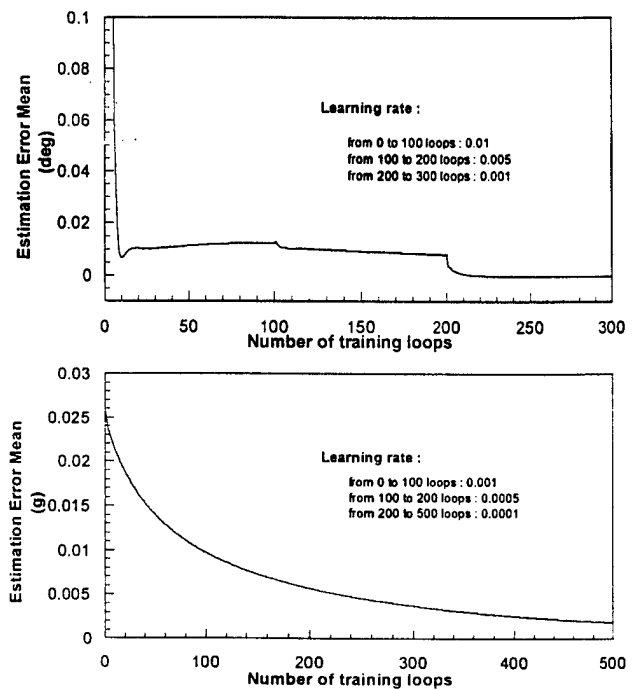 0.1
0.08
0.06
0.04
0.02
0
Estimation Error Mean
(deg)
Learning rate :
from 0 to 100 loops : 0.01
from 100 to 200 loops : 0.005
from 200 to 300 loops : 0.001
0 50 100 150 200 250 300
Number of training loops
0.03
0.025
0.02
0.015
0.01
0.005
0
Estimation Error Mean
(g)
Learning rate :
from 0 to 100 loops : 0.001
from 100 to 200 loops : 0.0005
from 200 to 500 loops : 0.0001
0 100 200 300 400 500
Number of training loops